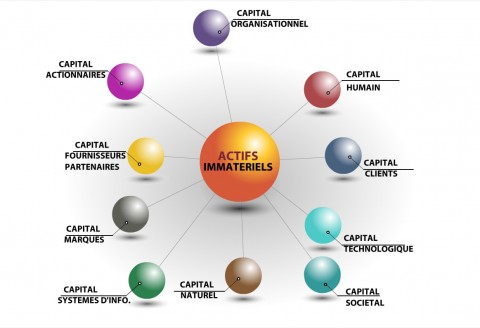 CAPITAL
ORGANISATIONNEL
CAPITAL
ACTIONNAIRES
CAPITAL
HUMAIN
CAPITAL
FOURNISSEURS
PARTENAIRES
ACTIFS
IMMATERIELS
CAPITAL
CLIENTS
CAPITAL
MARQUES
CAPITAL
TECHNOLOGIQUE
CAPITAL
SYSTEMES D'INFO.
CAPITAL
NATUREL
CAPITAL
SOCIETAL